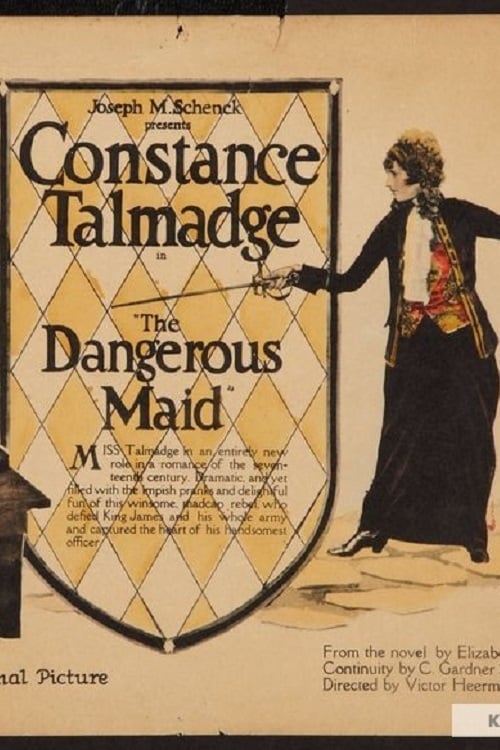 Joseph M. Schenck
presents
Constance
Talmadge
in
"The
Dangerous
Maid"
MISS Talmadge in an entirely new
role in a romance of the seven-
teenth century. Dramatic, and yet
filled with the impish pranks and delightful
fun of this winsome, madcap rebel who
defied King James and his whole army
and captured the heart of his handsomest
officer
nal Picture
From the novel by Elizab
Continuity by C. Gardner
Directed by Victor Heerm
K